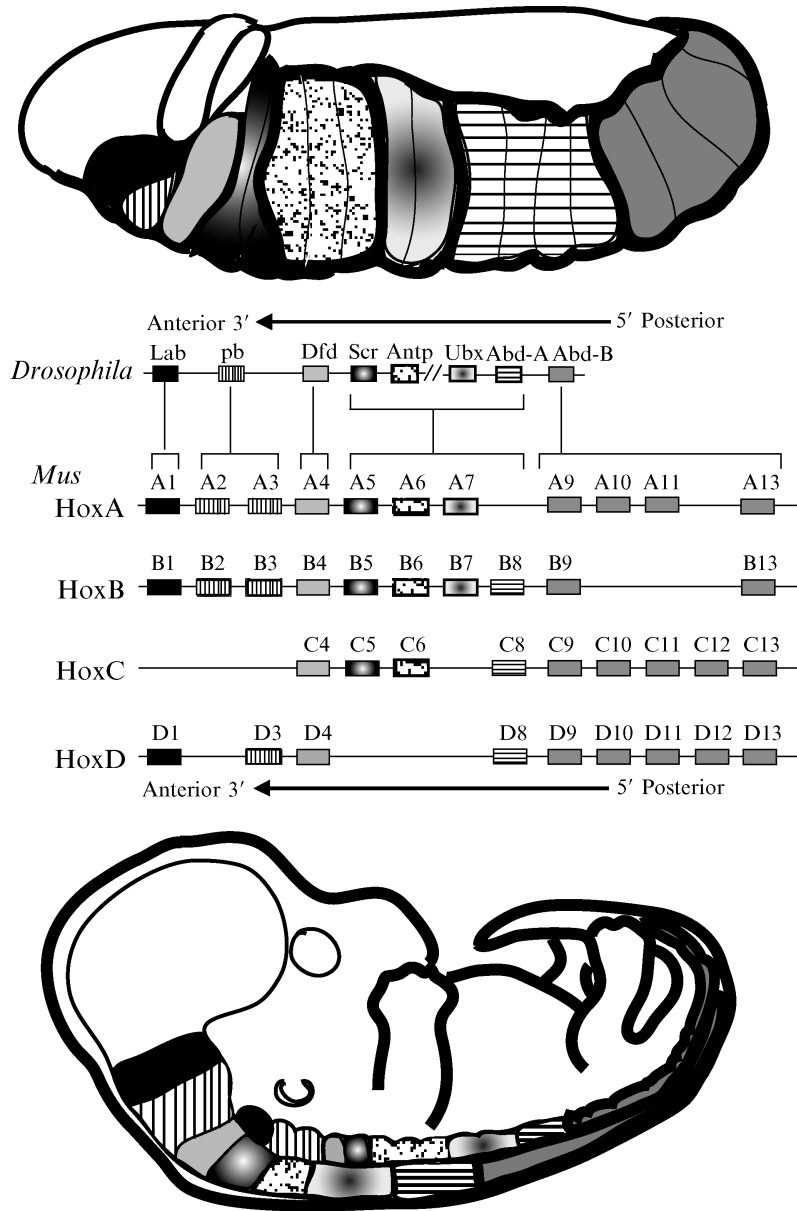 Anterior 3′ 5′ Posterior
Lab pb Dfd Scr Antp Ubx Abd-A Abd-B
Drosophila //
Mus
A1 A2 A3 A4 A5 A6 A7 A9 A10 A11 A13
HoxA
B1 B2 B3 B4 B5 B6 B7 B8 B9 B13
HoxB
C4 C5 C6 C8 C9 C10 C11 C12 C13
HoxC
D1 D3 D4 D8 D9 D10 D11 D12 D13
HoxD
Anterior 3′ 5′ Posterior